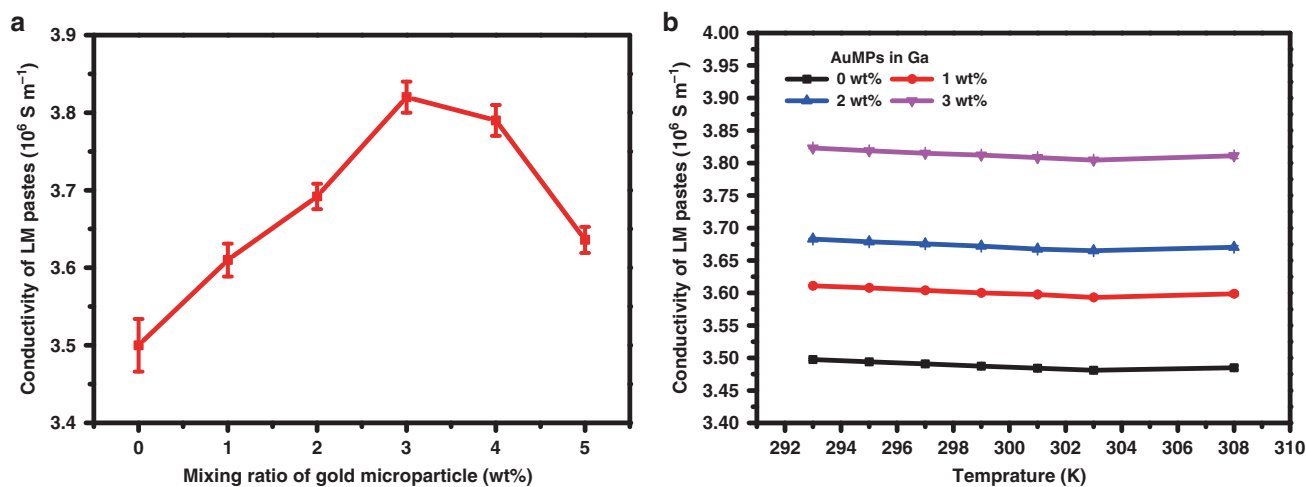 a
Conductivity of LM pastes (10⁶ S m⁻¹)
3.9
3.8
3.7
3.6
3.5
3.4
0 1 2 3 4 5
Mixing ratio of gold microparticle (wt%)
b
Conductivity of LM pastes (10⁶ S m⁻¹)
4.00
3.95
3.90
3.85
3.80
3.75
3.70
3.65
3.60
3.55
3.50
3.45
3.40
AuMPs in Ga
0 wt% 1 wt%
2 wt% 3 wt%
292 294 296 298 300 302 304 306 308 310
Temprature (K)